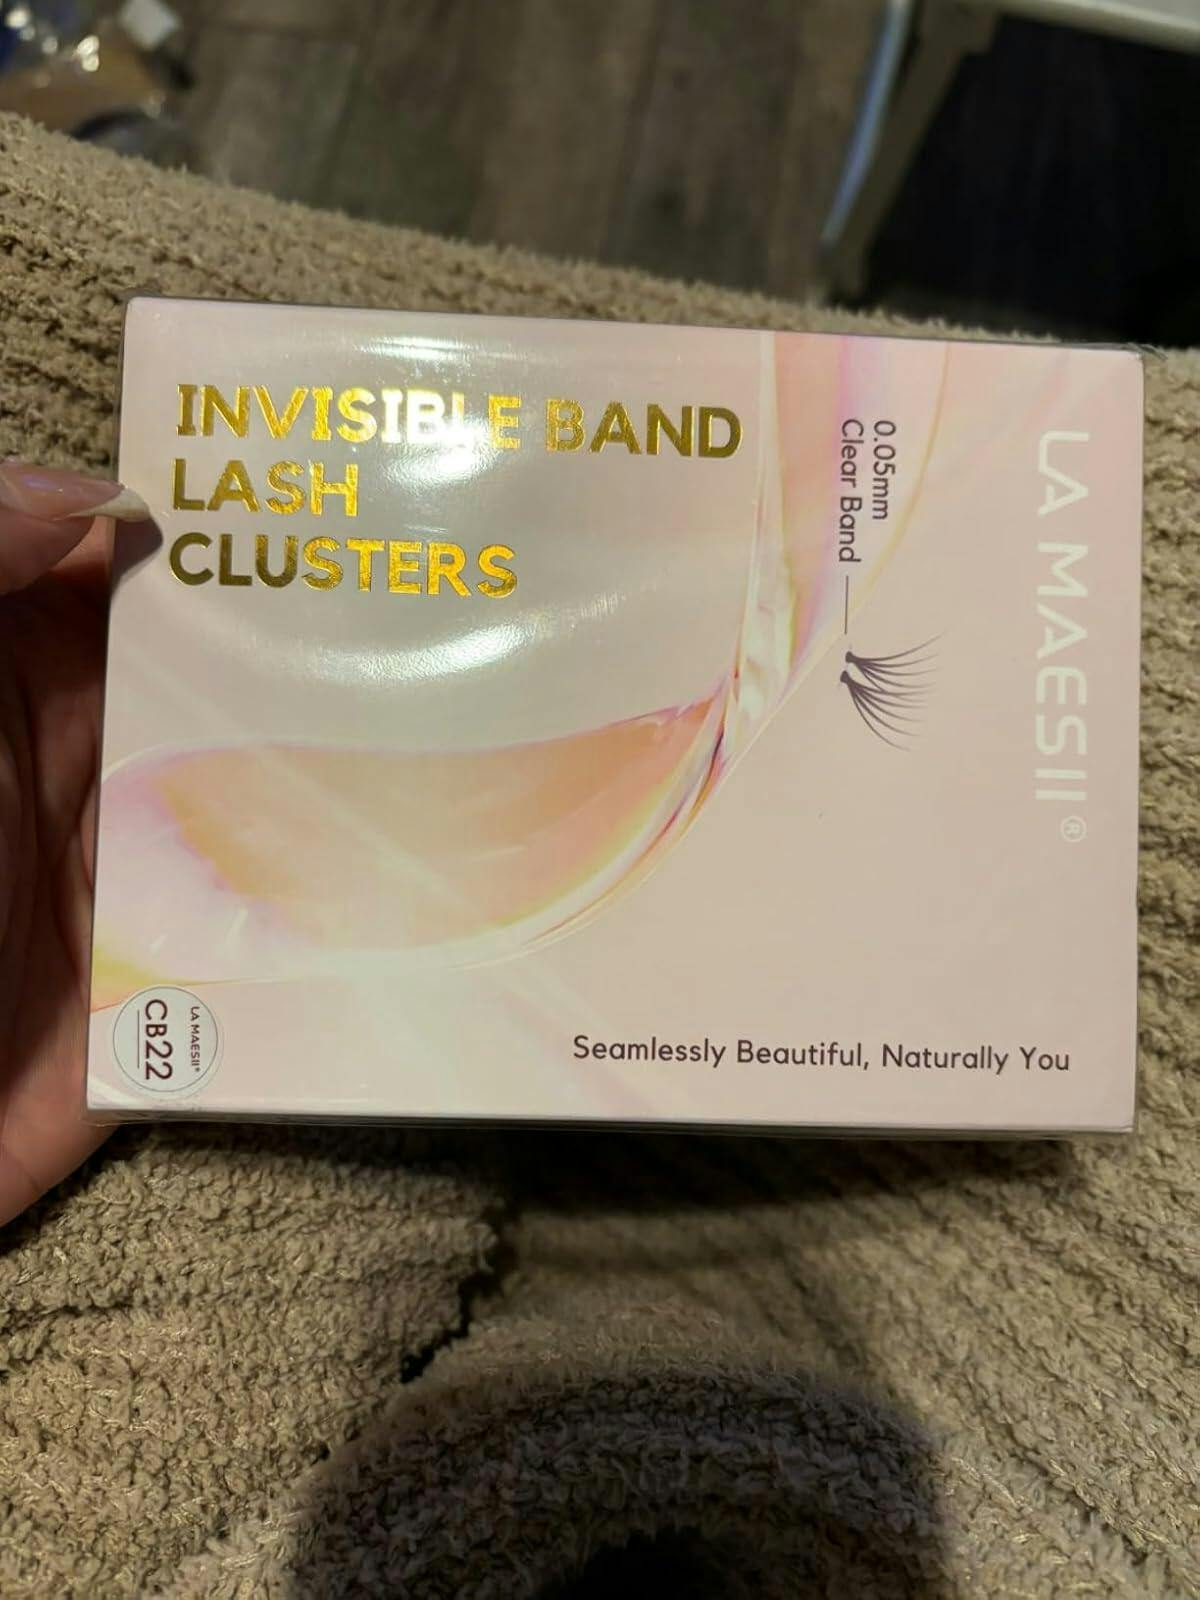 INVISIBLE BAND
LASH
CLUSTERS
0.05mm
Clear Band
LA MAESII®
LA MAESII®
CB22
Seamlessly Beautiful, Naturally You